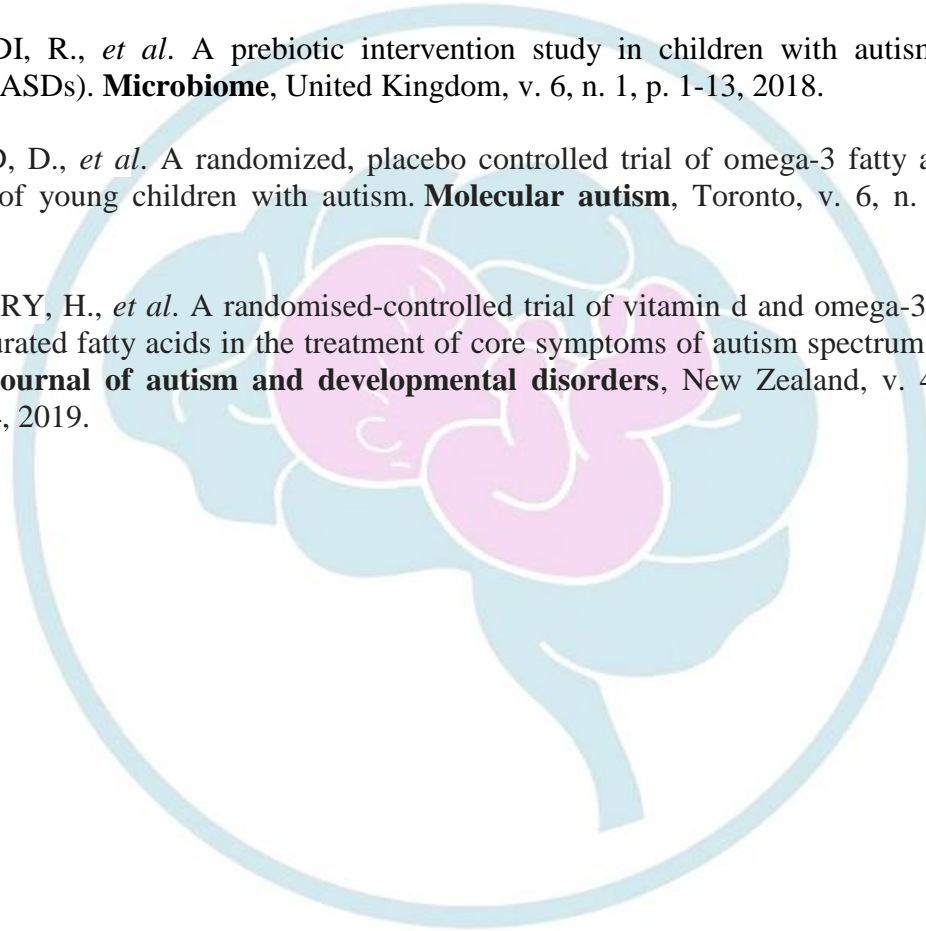 DI, R., et al. A prebiotic intervention study in children with autism
ASDs). Microbiome, United Kingdom, v. 6, n. 1, p. 1-13, 2018.
D, D., et al. A randomized, placebo controlled trial of omega-3 fatty a
of young children with autism. Molecular autism, Toronto, v. 6, n.
RY, H., et al. A randomised-controlled trial of vitamin d and omega-3
urated fatty acids in the treatment of core symptoms of autism spectrum
ournal of autism and developmental disorders, New Zealand, v. 4
, 2019.